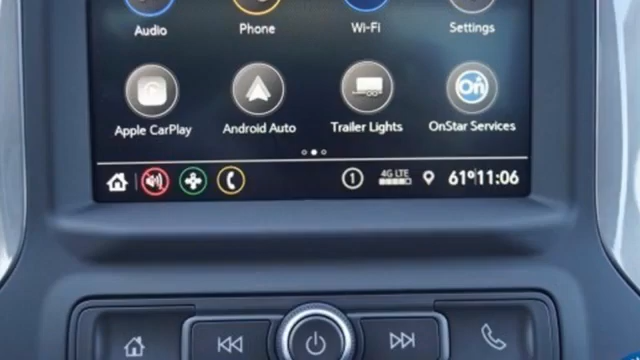 Audio Phone Wi-Fi Settings
On
Apple CarPlay Android Auto Trailer Lights OnStar Services
1 4G LTE 61° 11:06